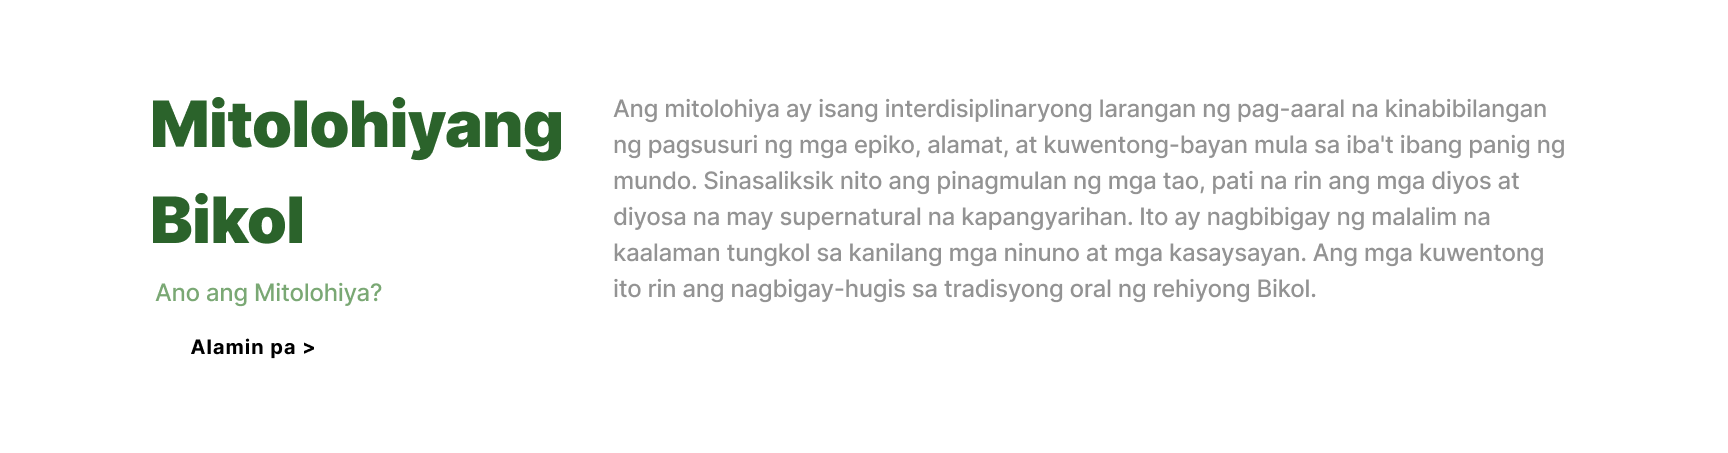 Mitolohiyang
Bikol
Ano ang Mitolohiya?
Alamin pa >
Ang mitolohiya ay isang interdisiplinaryong larangan ng pag-aaral na kinabibilangan
ng pagsusuri ng mga epiko, alamat, at kuwentong-bayan mula sa iba't ibang panig ng
mundo. Sinasaliksik nito ang pinagmulan ng mga tao, pati na rin ang mga diyos at
diyosa na may supernatural na kapangyarihan. Ito ay nagbibigay ng malalim na
kaalaman tungkol sa kanilang mga ninuno at mga kasaysayan. Ang mga kuwentong
ito rin ang nagbigay-hugis sa tradisyong oral ng rehiyong Bikol.